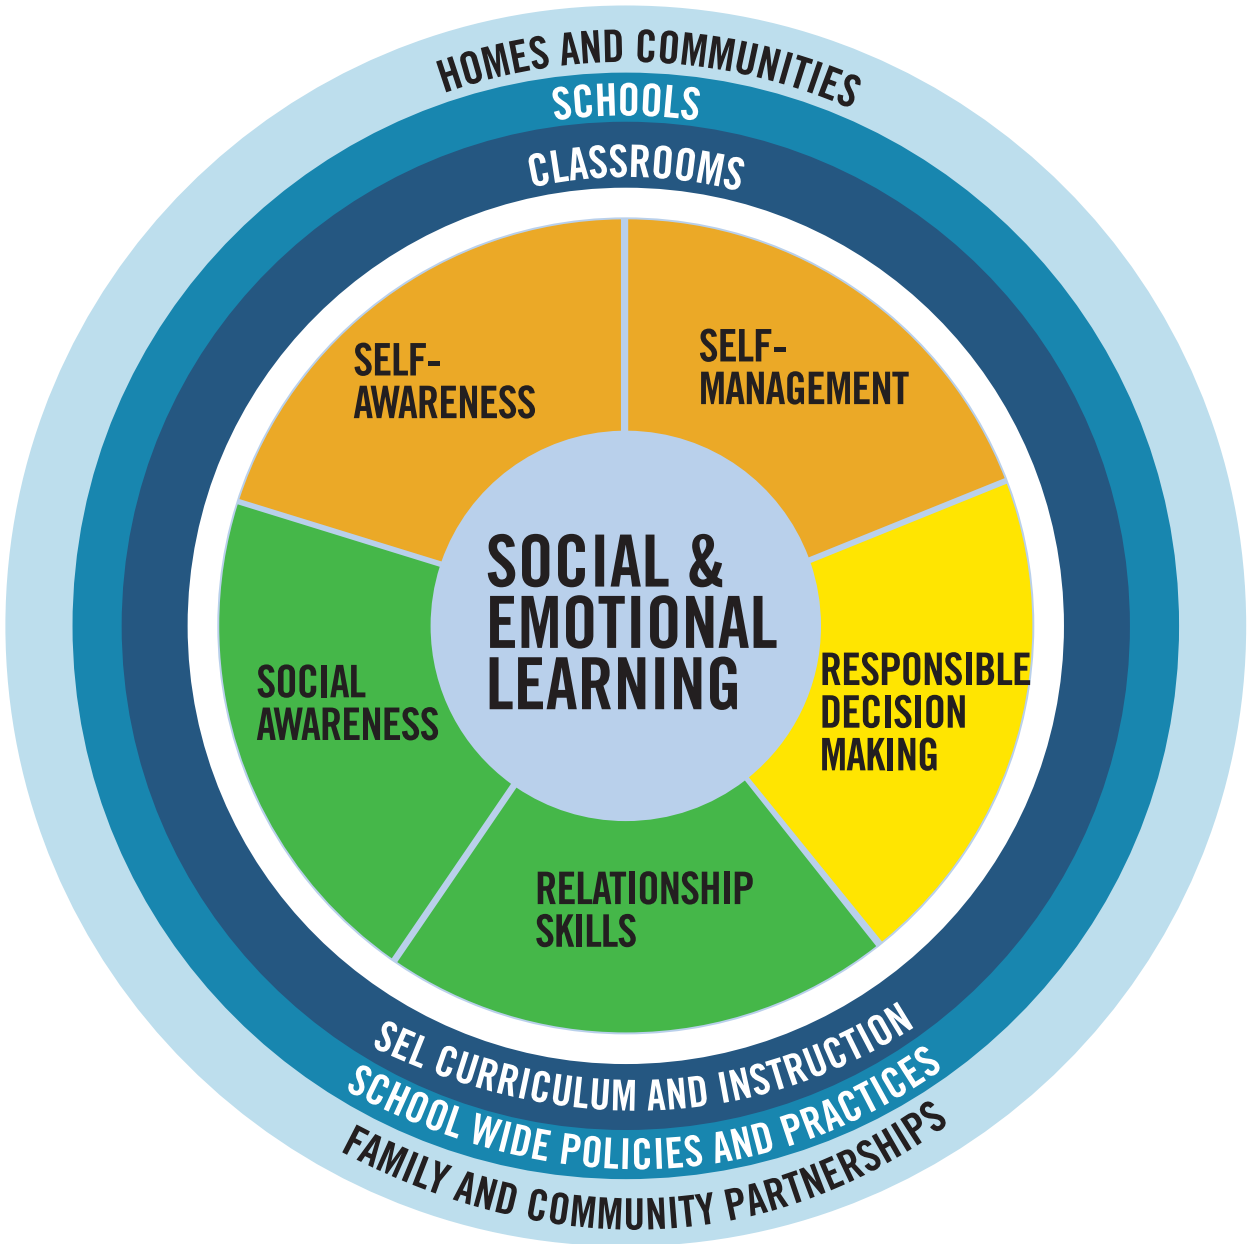 HOMES AND COMMUNITIES
SCHOOLS
CLASSROOMS
SELF-
AWARENESS
SELF-
MANAGEMENT
SOCIAL &
EMOTIONAL
LEARNING
SOCIAL
AWARENESS
RESPONSIBLE
DECISION
MAKING
RELATIONSHIP
SKILLS
SEL CURRICULUM AND INSTRUCTION
SCHOOL WIDE POLICIES AND PRACTICES
FAMILY AND COMMUNITY PARTNERSHIPS